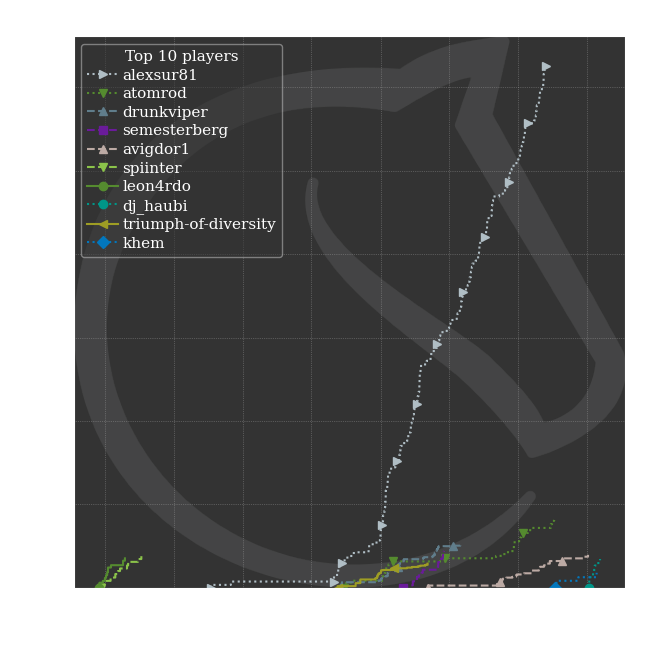 Top 10 players
alexsur81
atomrod
drunkviper
semesterberg
avigdor1
spiinter
leon4rdo
dj_haubi
triumph-of-diversity
khem